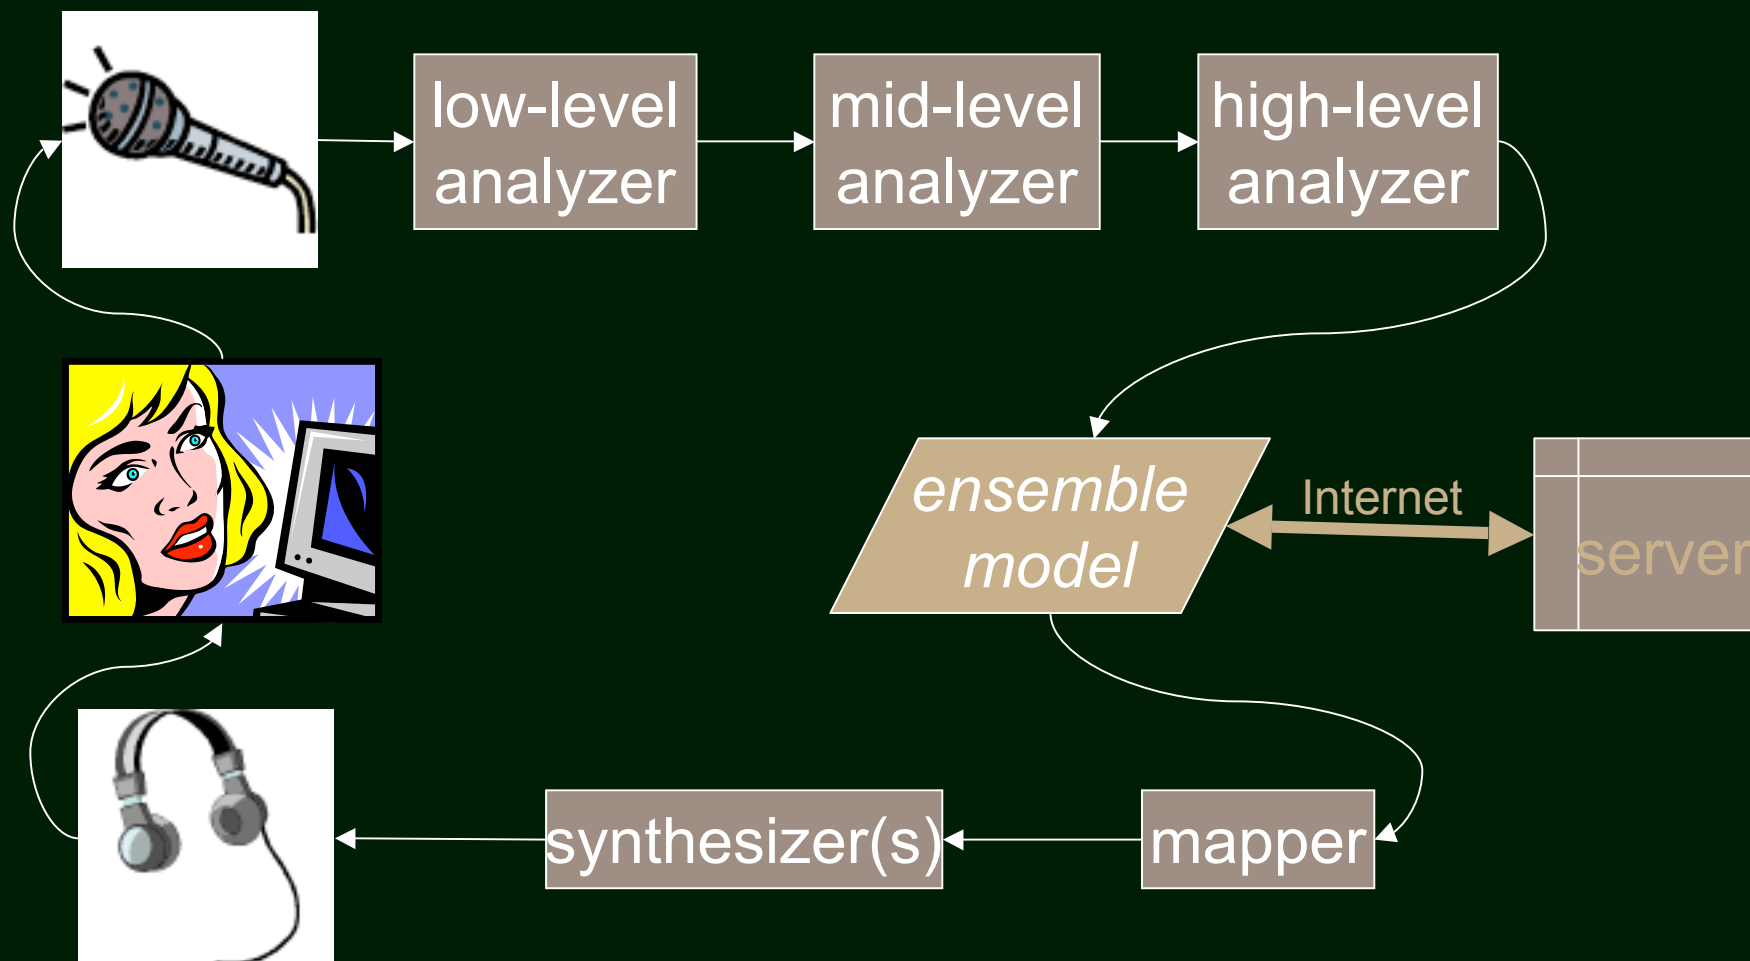 low-level
analyzer
mid-level
analyzer
high-level
analyzer
ensemble
model
Internet
server
synthesizer(s)
mapper